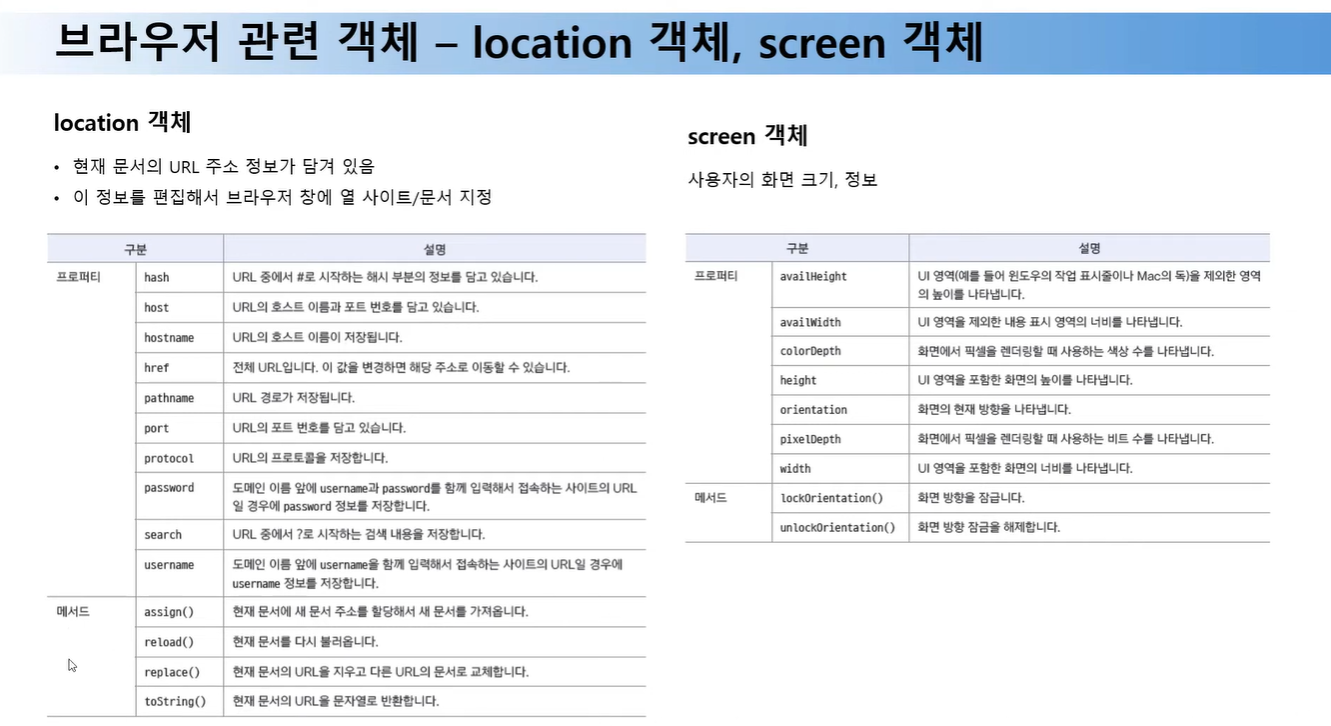 브라우저 관련 객체 – location 객체, screen 객체
location 객체
• 현재 문서의 URL 주소 정보가 담겨 있음
• 이 정보를 편집해서 브라우저 창에 열 사이트/문서 지정
구분 설명
프로퍼티 hash URL 중에서 #로 시작하는 해시 부분의 정보를 담고 있습니다.
host URL의 호스트 이름과 포트 번호를 담고 있습니다.
hostname URL의 호스트 이름이 저장됩니다.
href 전체 URL입니다. 이 값을 변경하면 해당 주소로 이동할 수 있습니다.
pathname URL 경로가 저장됩니다.
port URL의 포트 번호를 담고 있습니다.
protocol URL의 프로토콜을 저장합니다.
password 도메인 이름 앞에 username과 password를 함께 입력해서 접속하는 사이트의 URL
일 경우에 password 정보를 저장합니다.
search URL 중에서 ?로 시작하는 검색 내용을 저장합니다.
username 도메인 이름 앞에 username을 함께 입력해서 접속하는 사이트의 URL일 경우에
username 정보를 저장합니다.
메서드 assign() 현재 문서에 새 문서 주소를 할당해서 새 문서를 가져옵니다.
reload() 현재 문서를 다시 불러옵니다.
replace() 현재 문서의 URL을 지우고 다른 URL의 문서로 교체합니다.
toString() 현재 문서의 URL을 문자열로 반환합니다.
screen 객체
사용자의 화면 크기, 정보
구분 설명
프로퍼티 availHeight UI 영역(예를 들어 윈도우의 작업 표시줄이나 Mac의 독)을 제외한 영역
의 높이를 나타냅니다.
availWidth UI 영역을 제외한 내용 표시 영역의 너비를 나타냅니다.
colorDepth 화면에서 픽셀을 렌더링할 때 사용하는 색상 수를 나타냅니다.
height UI 영역을 포함한 화면의 높이를 나타냅니다.
orientation 화면의 현재 방향을 나타냅니다.
pixelDepth 화면에서 픽셀을 렌더링할 때 사용하는 비트 수를 나타냅니다.
width UI 영역을 포함한 화면의 너비를 나타냅니다.
메서드 lockOrientation() 화면 방향을 잠급니다.
unlockOrientation() 화면 방향 잠금을 해제합니다.